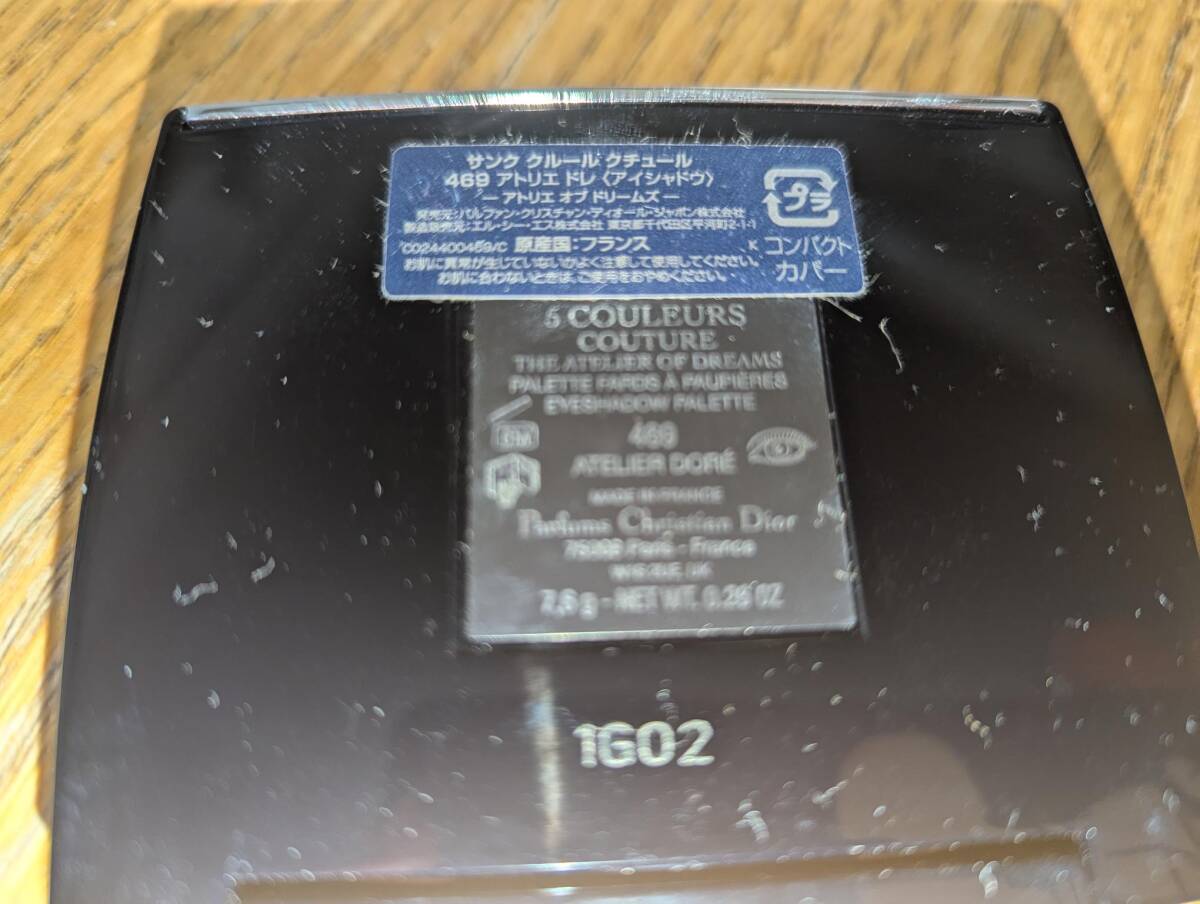 サンク クルール クチュール
469 アトリエ ドレ〈アイシャドウ〉
― アトリエ オブ ドリームズ ―
発売元:パルファン・クリスチャン・ディオール・ジャポン株式会社
製造販売元:エル・シー・エス株式会社 東京都千代田区平河町2-1-1
C024400469/C 原産国:フランス
お肌に異常が生じていないかよく注意して使用してください。
お肌に合わないときは、ご使用をおやめください。
プラ
K コンパクト
カバー
5 COULEURS
COUTURE
THE ATELIER OF DREAMS
PALETTE FARDS À PAUPIÈRES
EYESHADOW PALETTE
6M
469
ATELIER DORÉ
MADE IN FRANCE
Parfums Christian Dior
75008 Paris - France
W1S 2UE, UK
7,6 g - NET WT. 0.26 OZ
1G02